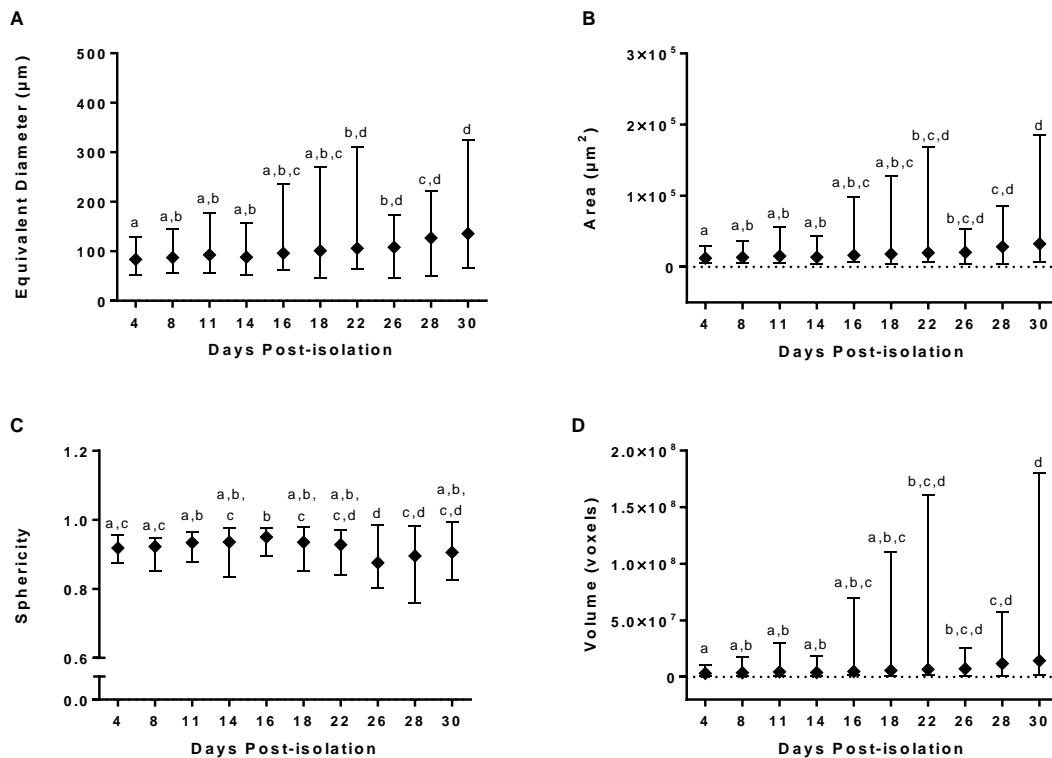 A
Equivalent Diameter (µm)
500
400
300
200
100
0
a
a,b
a,b
a,b
a,b,c
a,b,c
b,d
b,d
c,d
d
4 8 11 14 16 18 22 26 28 30
Days Post-isolation
B
Area (µm²)
3×10⁵
2×10⁵
1×10⁵
0
a
a,b
a,b
a,b
a,b,c
a,b,c
b,c,d
b,c,d
c,d
d
4 8 11 14 16 18 22 26 28 30
Days Post-isolation
C
Sphericity
1.2
1.0
0.8
0.6
0.0
a,c
a,c
a,b
a,b,
c
b
a,b,
c
a,b,
c,d
d
c,d
a,b,
c,d
4 8 11 14 16 18 22 26 28 30
Days Post-isolation
D
Volume (voxels)
2.0×10⁸
1.5×10⁸
1.0×10⁸
5.0×10⁷
0
a
a,b
a,b
a,b
a,b,c
a,b,c
b,c,d
b,c,d
c,d
d
4 8 11 14 16 18 22 26 28 30
Days Post-isolation